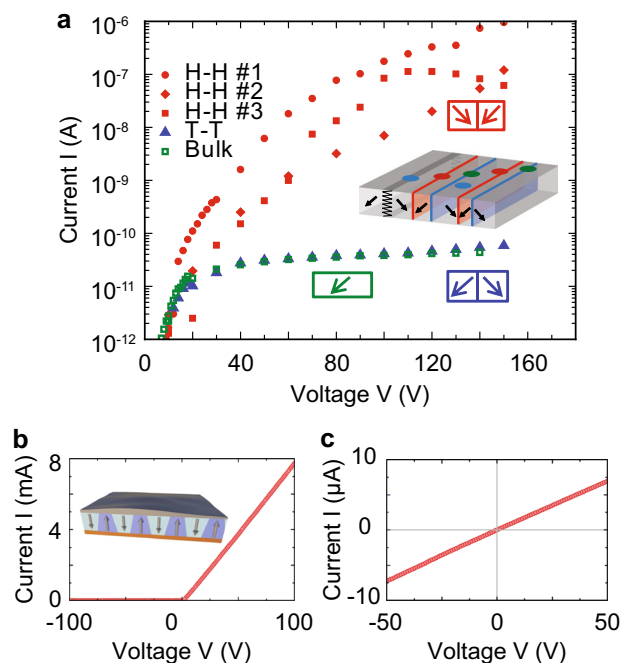 a
Current I (A)
10-6
10-7
10-8
10-9
10-10
10-11
10-12
H-H #1
H-H #2
H-H #3
T-T
Bulk
0 40 80 120 160
Voltage V (V)
b
Current I (mA)
8
4
0
-100 0 100
Voltage V (V)
c
Current I (µA)
10
0
-10
-50 0 50
Voltage V (V)